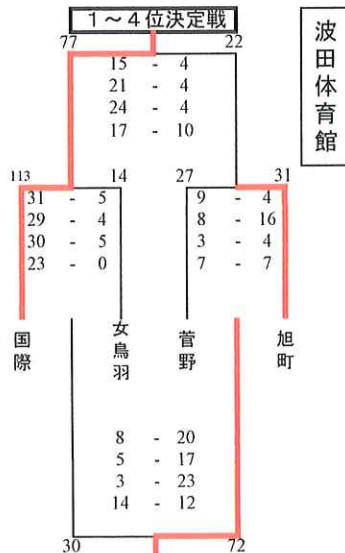 1～4位決定戦
波田体育館
77 22
15 - 4
21 - 4
24 - 4
17 - 10
113 14 27 31
31 - 5 9 - 4
29 - 4 8 - 16
30 - 5 3 - 4
23 - 0 7 - 7
国際 女鳥羽 菅野 旭町
8 - 20
5 - 17
3 - 23
14 - 12
30 72